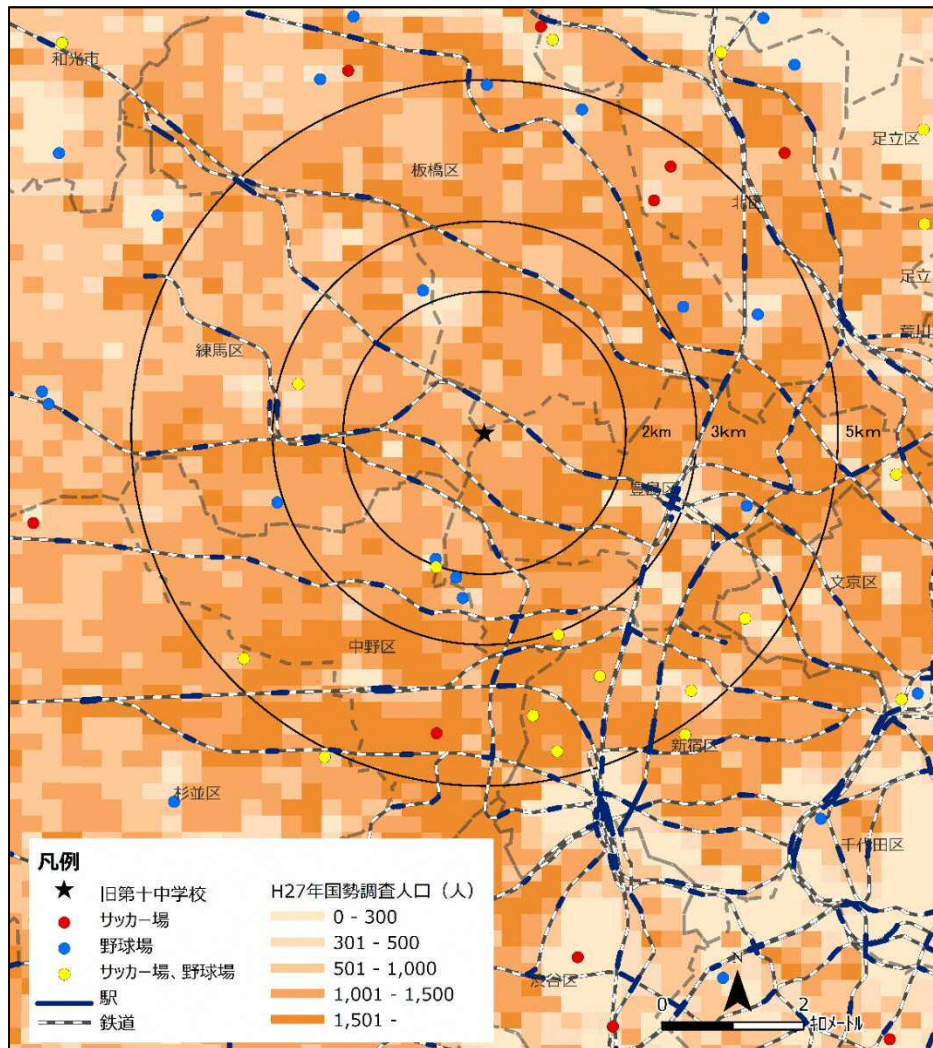 和光市
足立区
板橋区
北区
足立
荒川
練馬区
2km
3km
5km
豊島区
文京区
中野区
新宿区
杉並区
千代田区
渋谷区
凡例
旧第十中学校
サッカー場
野球場
サッカー場、野球場
駅
鉄道
H27年国勢調査人口(人)
0 - 300
301 - 500
501 - 1,000
1,001 - 1,500
1,501 -
N
0 2
キロメートル